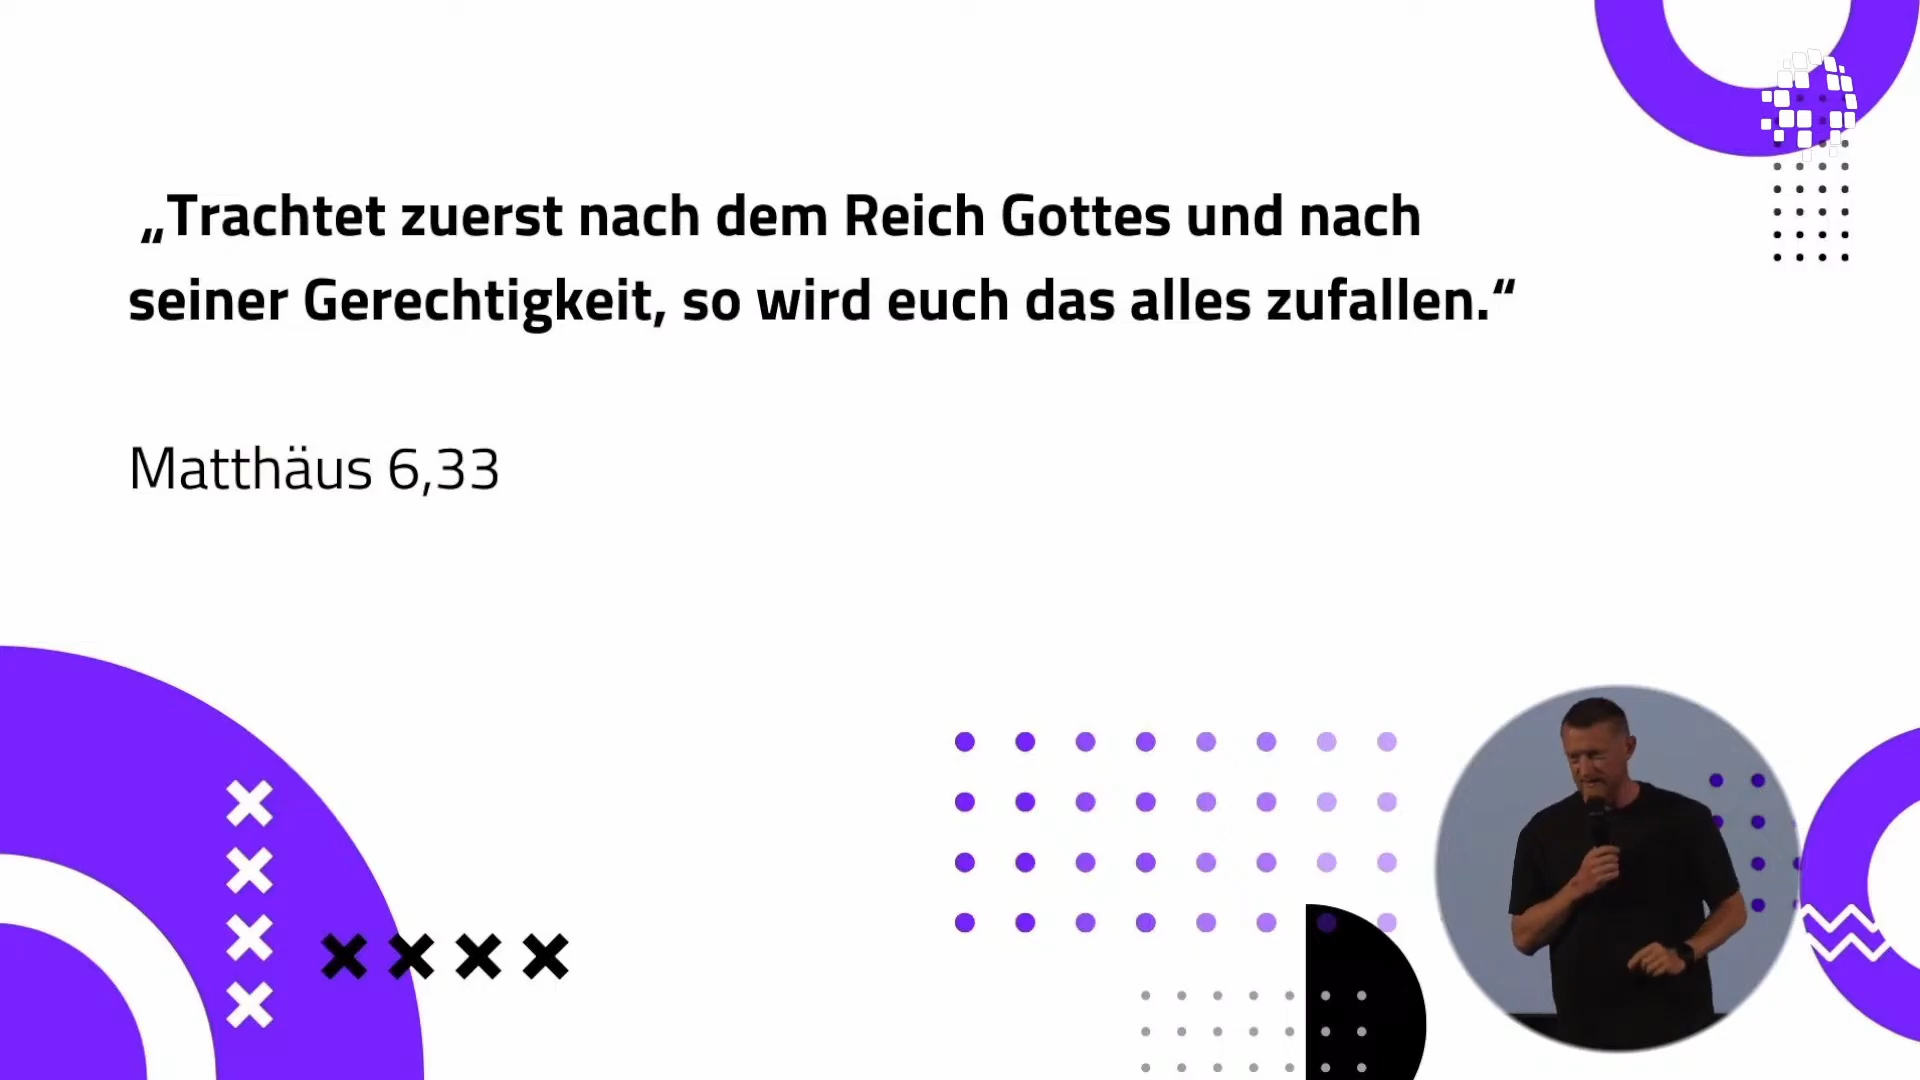 „Trachtet zuerst nach dem Reich Gottes und nach
seiner Gerechtigkeit, so wird euch das alles zufallen.“
Matthäus 6,33